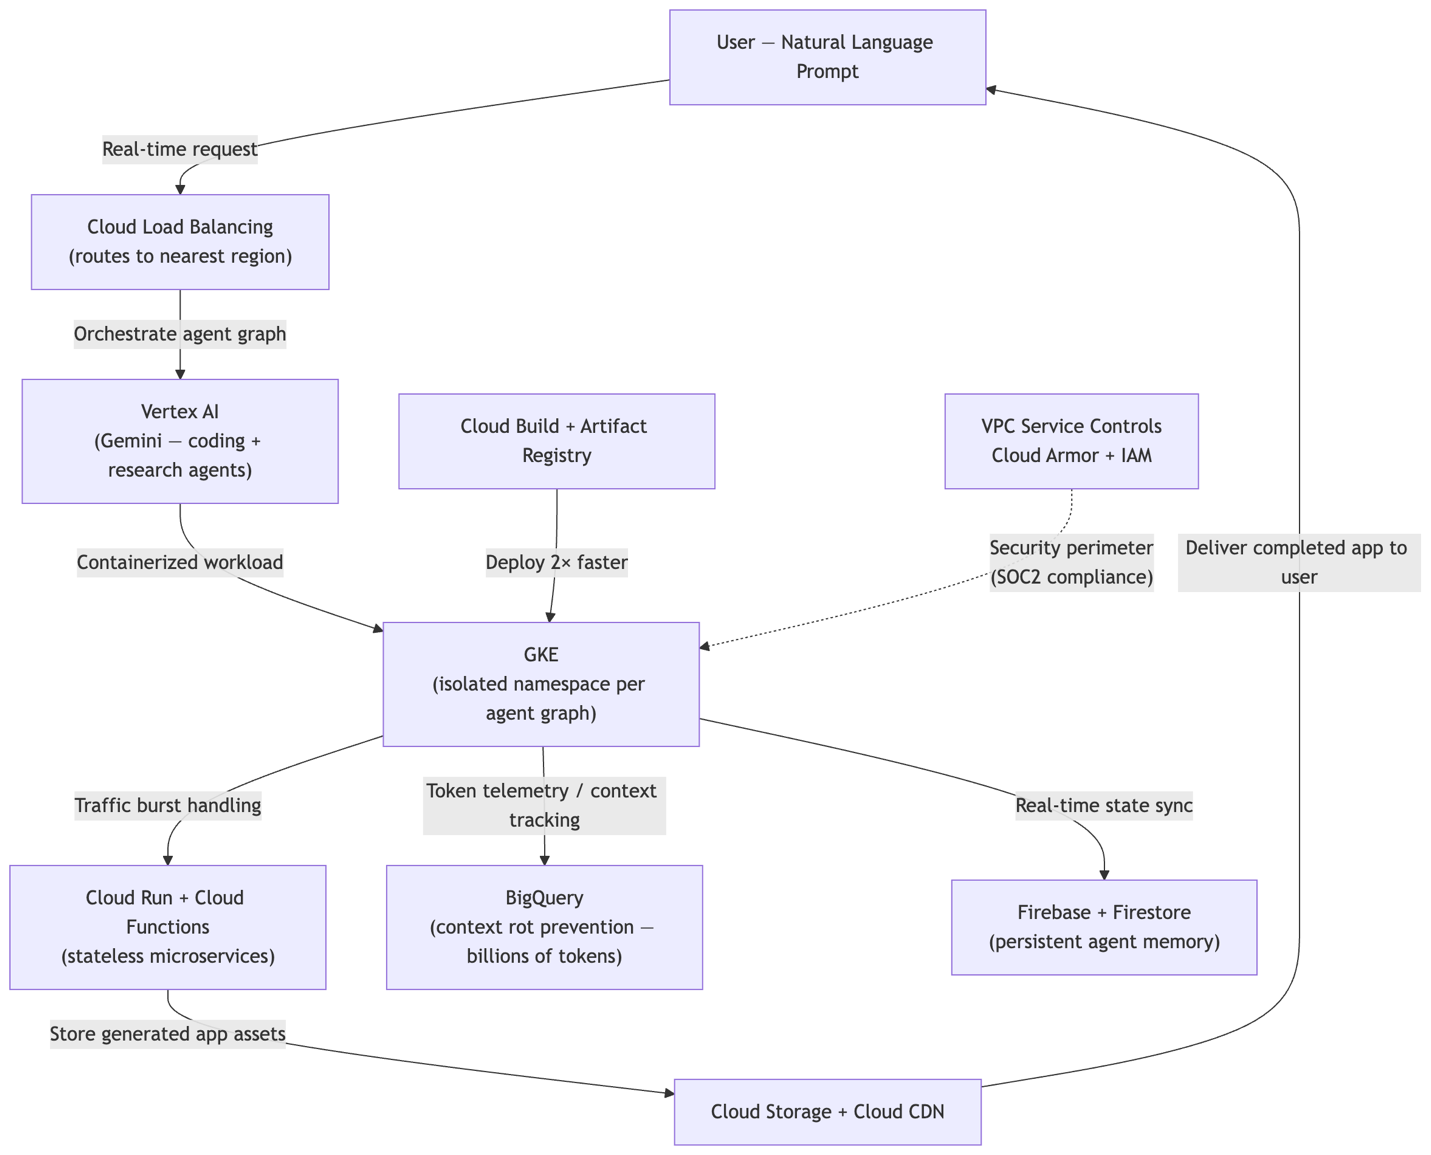 User — Natural Language
Prompt
Real-time request
Cloud Load Balancing
(routes to nearest region)
Orchestrate agent graph
Vertex AI
(Gemini — coding +
research agents)
Cloud Build + Artifact
Registry
VPC Service Controls
Cloud Armor + IAM
Containerized workload
Deploy 2× faster
Security perimeter
(SOC2 compliance)
Deliver completed app to
user
GKE
(isolated namespace per
agent graph)
Traffic burst handling
Token telemetry / context
tracking
Real-time state sync
Cloud Run + Cloud
Functions
(stateless microservices)
BigQuery
(context rot prevention —
billions of tokens)
Firebase + Firestore
(persistent agent memory)
Store generated app assets
Cloud Storage + Cloud CDN